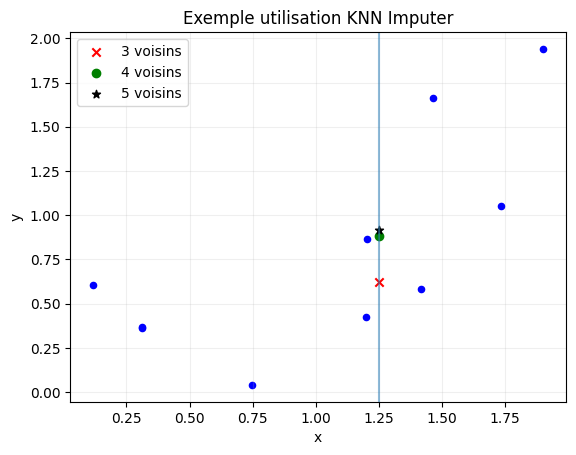 Exemple utilisation KNN Imputer
3 voisins
4 voisins
5 voisins
2.00
1.75
1.50
1.25
1.00
0.75
0.50
0.25
0.00
y
0.25 0.50 0.75 1.00 1.25 1.50 1.75
x